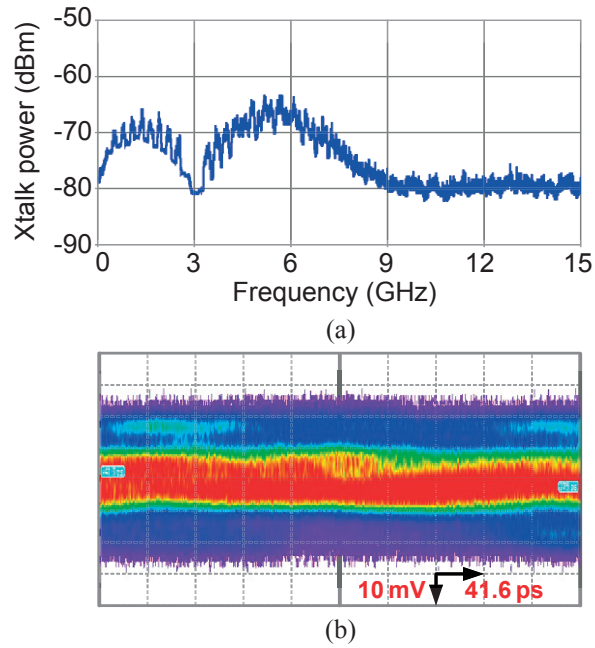 -50
-60
-70
-80
-90
Xtalk power (dBm)
0 3 6 9 12 15
Frequency (GHz)
(a)
10 mV 41.6 ps
(b)